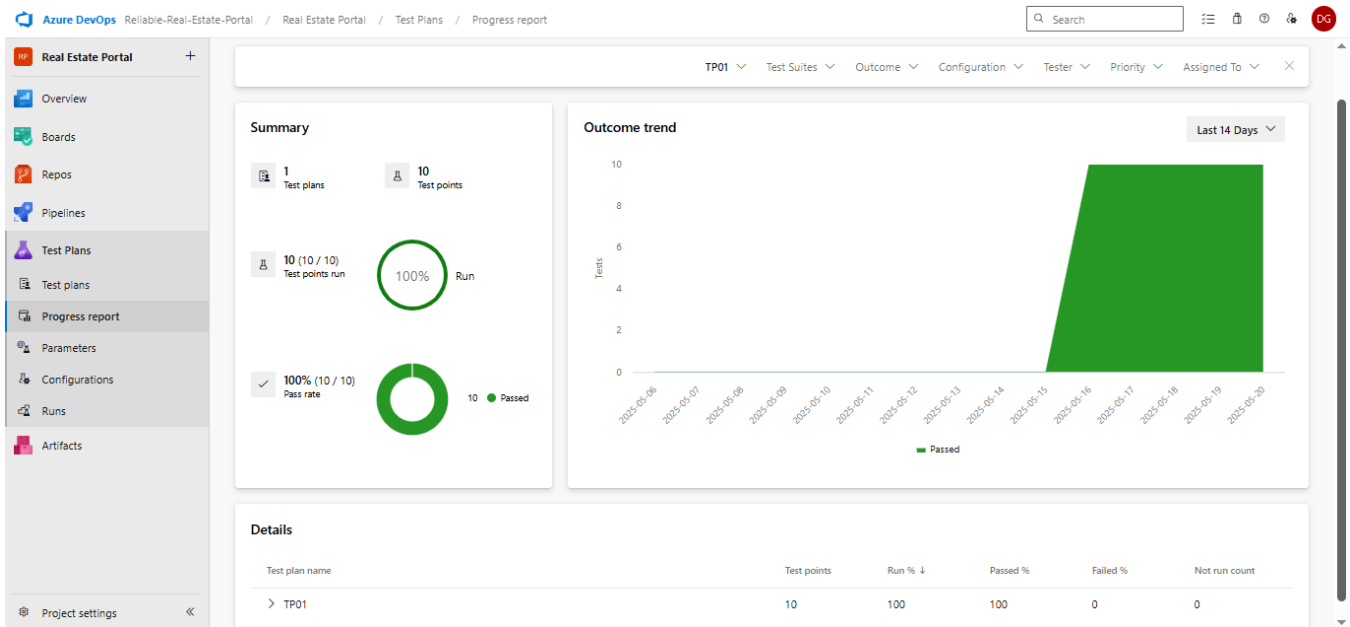 Azure DevOps Reliable-Real-Estate-Portal / Real Estate Portal / Test Plans / Progress report
Search
DG
RP Real Estate Portal +
Overview
Boards
Repos
Pipelines
Test Plans
Test plans
Progress report
Parameters
Configurations
Runs
Artifacts
Project settings
TP01 Test Suites Outcome Configuration Tester Priority Assigned To
Summary
1
Test plans
10
Test points
10 (10 / 10)
Test points run
100%
Run
100% (10 / 10)
Pass rate
10 Passed
Outcome trend
Last 14 Days
10
8
6
4
2
0
Tests
2025-05-06
2025-05-07
2025-05-08
2025-05-09
2025-05-10
2025-05-11
2025-05-12
2025-05-13
2025-05-14
2025-05-15
2025-05-16
2025-05-17
2025-05-18
2025-05-19
2025-05-20
Passed
Details
Test plan name Test points Run % ↓ Passed % Failed % Not run count
TP01 10 100 100 0 0